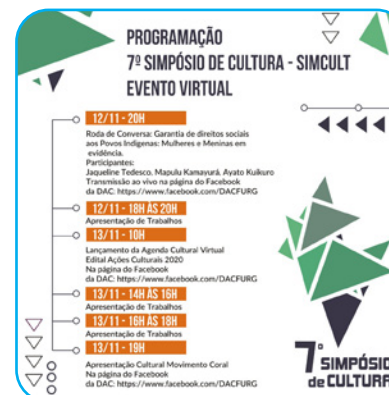 PROGRAMAÇÃO
7º SIMPÓSIO DE CULTURA - SIMCULT
EVENTO VIRTUAL
12/11 - 20H
Roda de Conversa: Garantia de direitos sociais
aos Povos Indígenas: Mulheres e Meninas em
evidência.
Participantes:
Jaqueline Tedesco, Mapulu Kamayurá, Ayato Kuikuro
Transmissão ao vivo na página do Facebook
da DAC: https://www.facebook.com/DACFURG
12/11 - 18H ÀS 20H
Apresentação de Trabalhos
13/11 - 10H
Lançamento da Agenda Cultural Virtual
Edital Ações Culturais 2020
Na página do Facebook
da DAC: https://www.facebook.com/DACFURG
13/11 - 14H ÀS 16H
Apresentação de Trabalhos
13/11 - 16H ÀS 18H
Apresentação de Trabalhos
13/11 - 19H
Apresentação Cultural Movimento Coral
Na página do Facebook
da DAC: https://www.facebook.com/DACFURG
7º SIMPÓSIO
de CULTURA